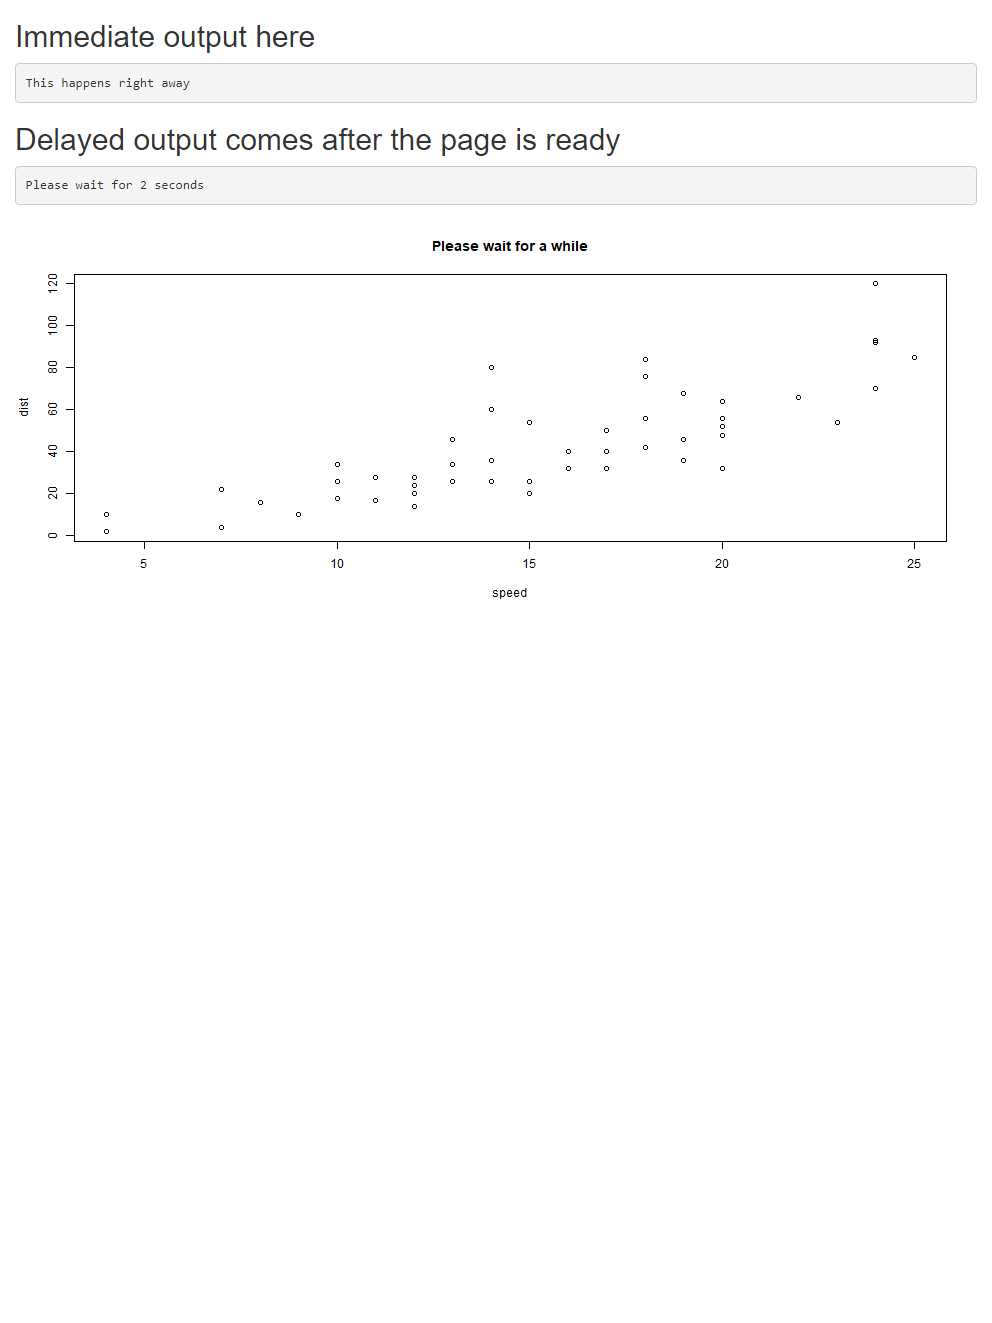 Immediate output here
This happens right away
Delayed output comes after the page is ready
Please wait for 2 seconds
Please wait for a while
120
100
80
60
40
20
0
dist
5 10 15 20 25
speed